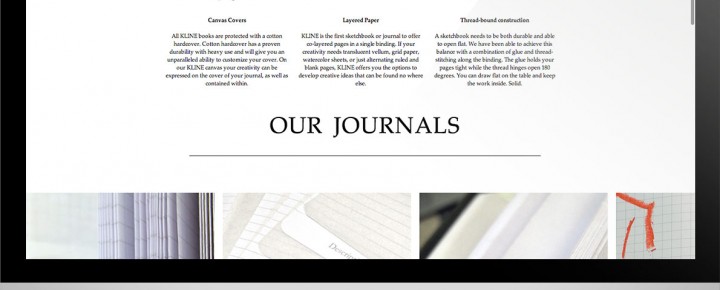 Canvas Covers
All KLINE books are protected with a cotton
hardcover. Cotton hardcover has a proven
durability with heavy use and will give you an
unparalleled ability to customize your cover. On
our KLINE canvas your creativity can be
expressed on the cover of your journal, as well as
contained within.
Layered Paper
KLINE is the first sketchbook or journal to offer
co-layered pages in a single binding. If your
creativity needs translucent vellum, grid paper,
watercolor sheets, or just alternating ruled and
blank pages, KLINE offers you the options to
develop creative ideas that can be found no where
else.
Thread-bound construction
A sketchbook needs to be both durable and able
to open flat. We have been able to achieve this
balance with a combination of glue and thread-
stitching along the binding. The glue holds your
pages tight while the thread hinges open 180
degrees. You can draw flat on the table and keep
the work inside. Solid.
OUR JOURNALS